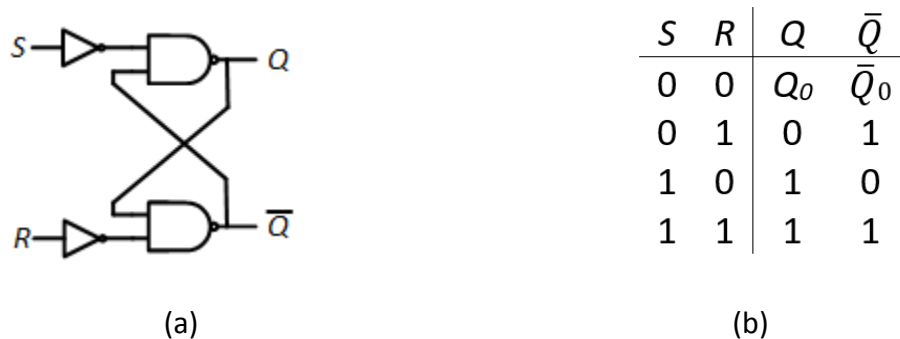 S
Q
R
Q̅
(a)
S R Q Q̅
0 0 Q₀ Q̅₀
0 1 0 1
1 0 1 0
1 1 1 1
(b)